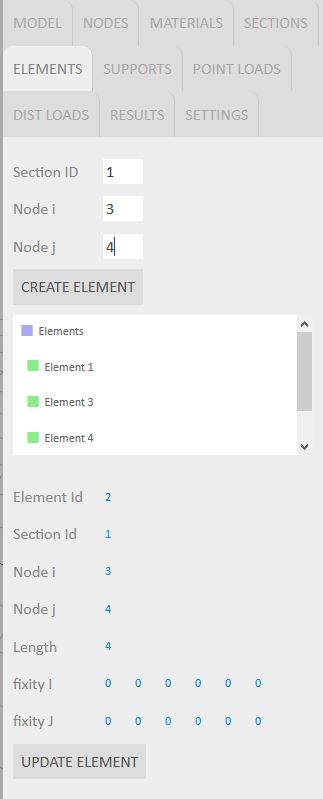 MODEL NODES MATERIALS SECTIONS
ELEMENTS SUPPORTS POINT LOADS
DIST LOADS RESULTS SETTINGS
Section ID 1
Node i 3
Node j 4
CREATE ELEMENT
Elements
Element 1
Element 3
Element 4
Element Id 2
Section Id 1
Node i 3
Node j 4
Length 4
fixity I 0 0 0 0 0 0
fixity J 0 0 0 0 0 0
UPDATE ELEMENT